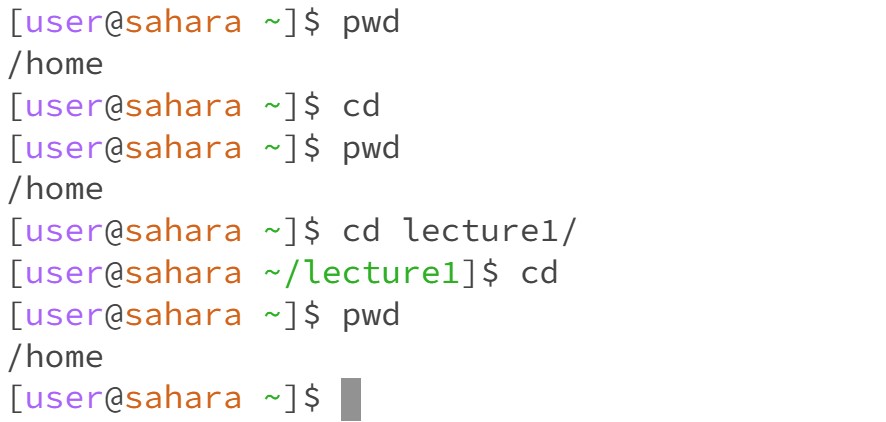 [user@sahara ~]$ pwd
/home
[user@sahara ~]$ cd
[user@sahara ~]$ pwd
/home
[user@sahara ~]$ cd lecture1/
[user@sahara ~/lecture1]$ cd
[user@sahara ~]$ pwd
/home
[user@sahara ~]$